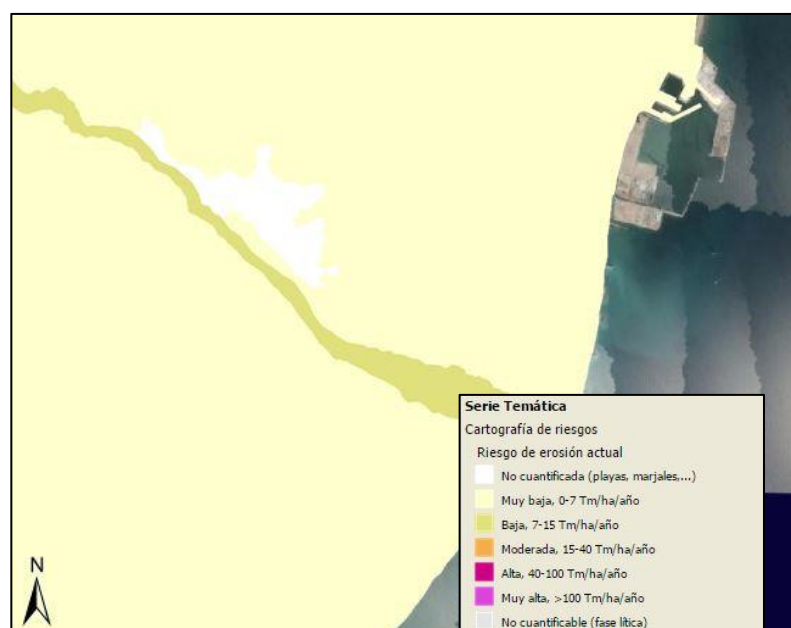 Serie Temática
Cartografía de riesgos
Riesgo de erosión actual
No cuantificada (playas, marjales,...)
Muy baja, 0-7 Tm/ha/año
Baja, 7-15 Tm/ha/año
Moderada, 15-40 Tm/ha/año
Alta, 40-100 Tm/ha/año
Muy alta, >100 Tm/ha/año
No cuantificable (fase lítica)
N